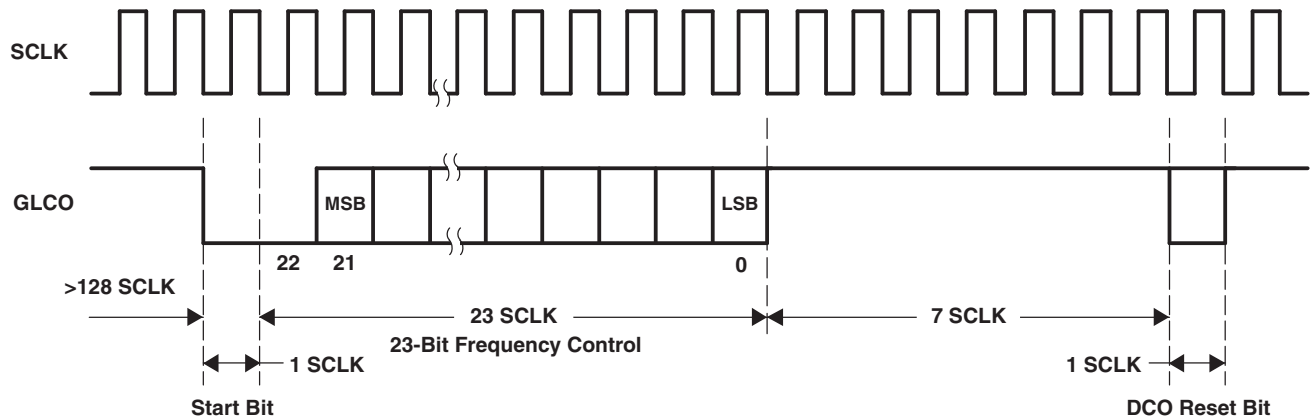 SCLK
GLCO
MSB
LSB
22
21
0
>128 SCLK
23 SCLK
7 SCLK
23-Bit Frequency Control
1 SCLK
1 SCLK
Start Bit
DCO Reset Bit